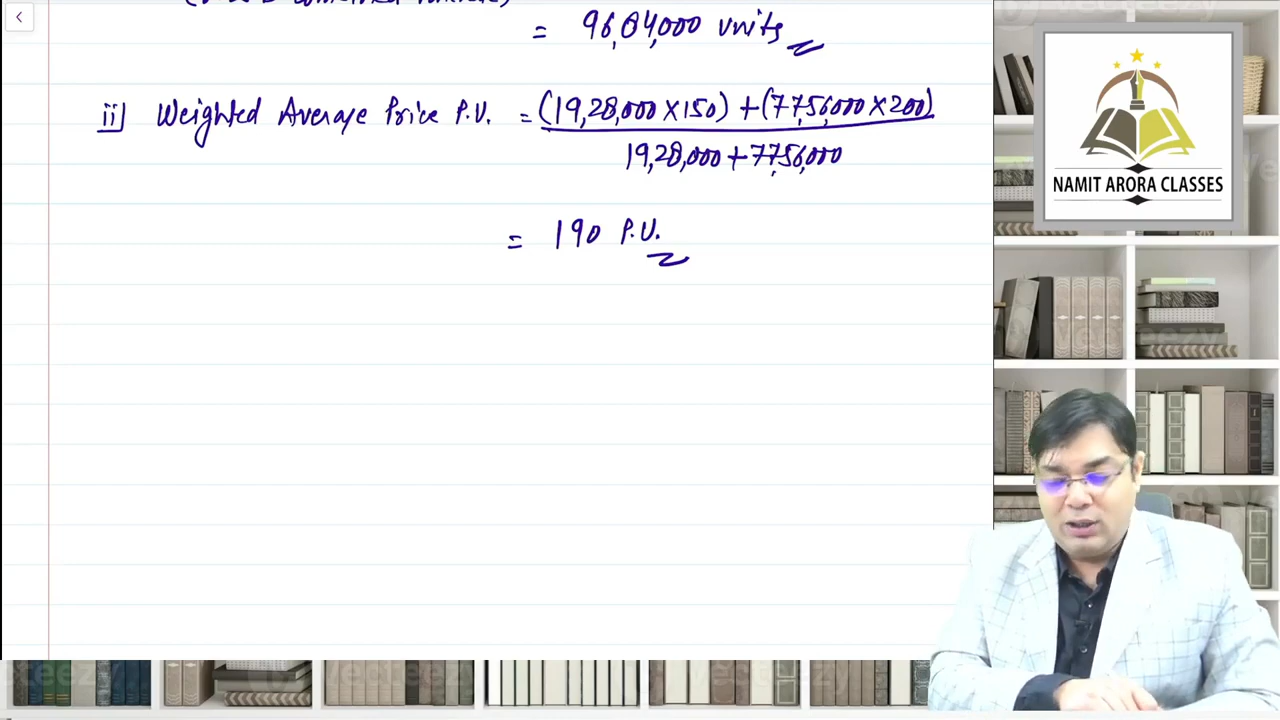 = 96,84,000 units
ii] Weighted Average Price P.U. = (19,28,000 × 150) + (77,56,000 × 200)
19,28,000 + 77,56,000
= 190 P.U.
NAMIT ARORA CLASSES